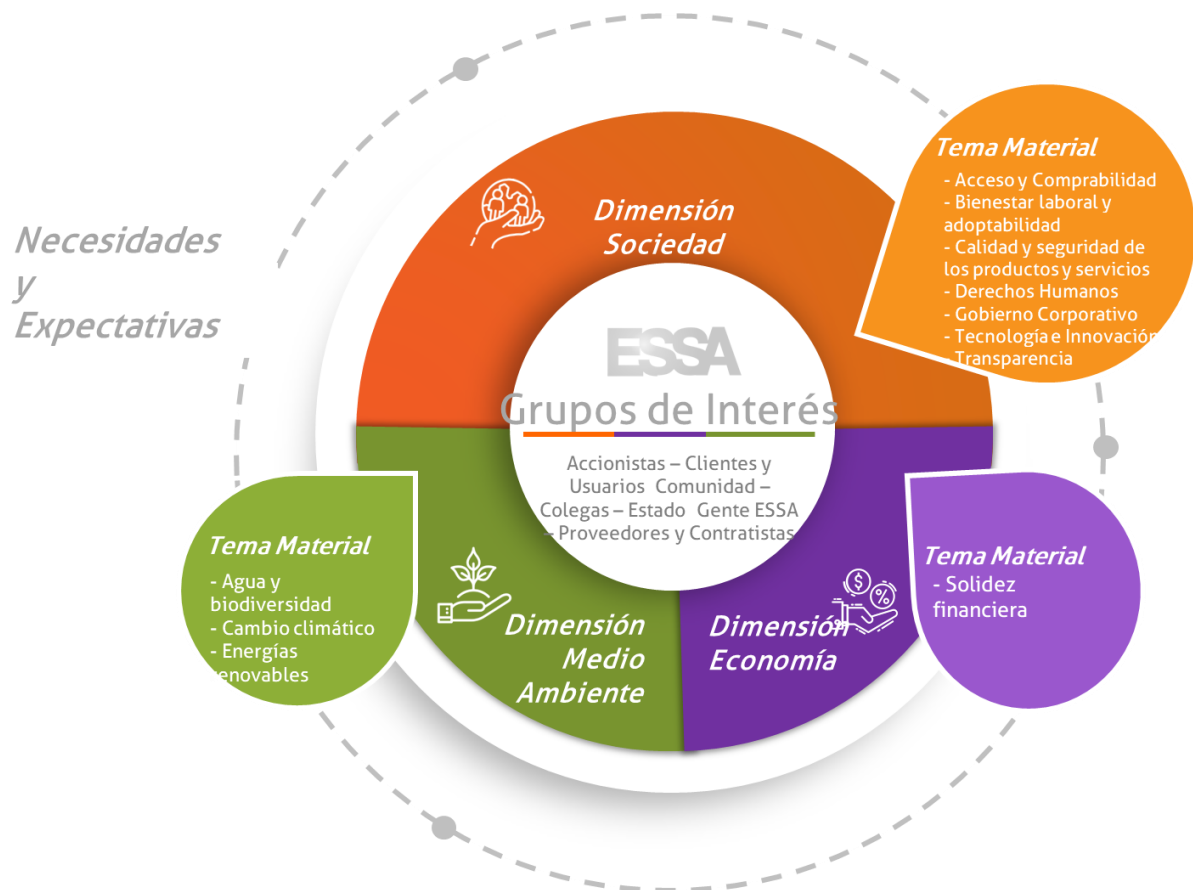 Necesidades
y
Expectativas
Dimensión
Sociedad
Tema Material
- Acceso y Comprabilidad
- Bienestar laboral y
adoptabilidad
- Calidad y seguridad de
los productos y servicios
- Derechos Humanos
- Gobierno Corporativo
- Tecnología e Innovación
- Transparencia
ESSA
Grupos de Interés
Accionistas – Clientes y
Usuarios Comunidad –
Colegas – Estado Gente ESSA
– Proveedores y Contratistas
Tema Material
- Agua y
biodiversidad
- Cambio climático
- Energías
renovables
Dimensión
Medio
Ambiente
Dimensión
Economía
Tema Material
- Solidez
financiera